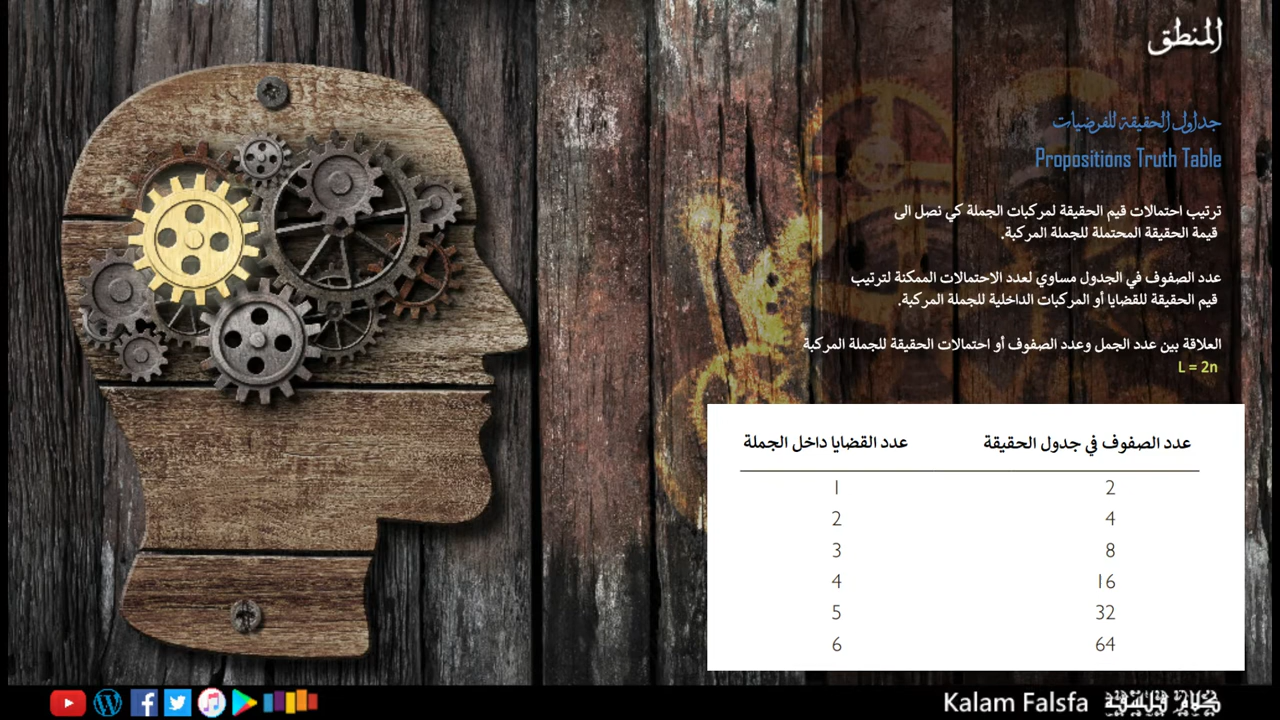 المنطق
جداول الحقيقة للفرضيات
Propositions Truth Table
ترتيب احتمالات قيم الحقيقة لمركبات الجملة كي نصل الى
قيمة الحقيقة المحتملة للجملة المركبة.
عدد الصفوف في الجدول مساوي لعدد الاحتمالات الممكنة لترتيب
قيم الحقيقة للقضايا أو المركبات الداخلية للجملة المركبة.
العلاقة بين عدد الجمل وعدد الصفوف أو احتمالات الحقيقة للجملة المركبة
L = 2n
عدد الصفوف في جدول الحقيقة عدد القضايا داخل الجملة
2 1
4 2
8 3
16 4
32 5
64 6
Kalam Falsfa كلام فلسفة